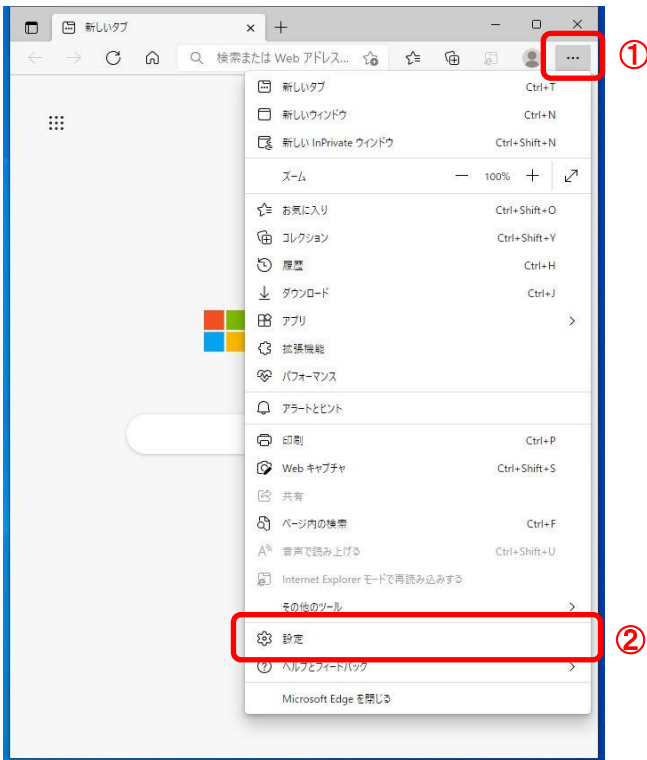 新しいタブ
検索または Web アドレス...
①
新しいタブ Ctrl+T
新しいウィンドウ Ctrl+N
新しい InPrivate ウィンドウ Ctrl+Shift+N
ズーム 100%
お気に入り Ctrl+Shift+O
コレクション Ctrl+Shift+Y
履歴 Ctrl+H
ダウンロード Ctrl+J
アプリ
拡張機能
パフォーマンス
アラートとヒント
印刷 Ctrl+P
Web キャプチャ Ctrl+Shift+S
共有
ページ内の検索 Ctrl+F
音声で読み上げる Ctrl+Shift+U
Internet Explorer モードで再読み込みする
その他のツール
設定
②
ヘルプとフィードバック
Microsoft Edge を閉じる